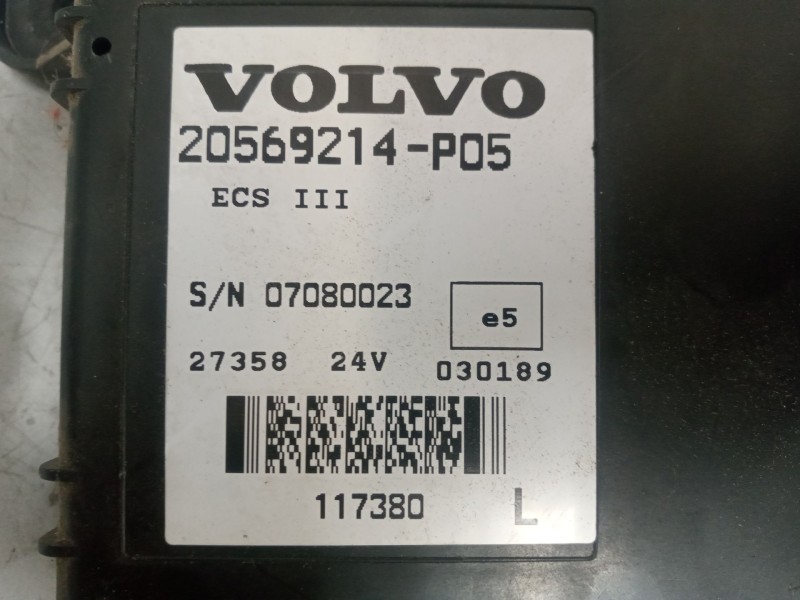 VOLVO
20569214-P05
ECS III
S/N 07080023
e5
27358 24V 030189
117380 L